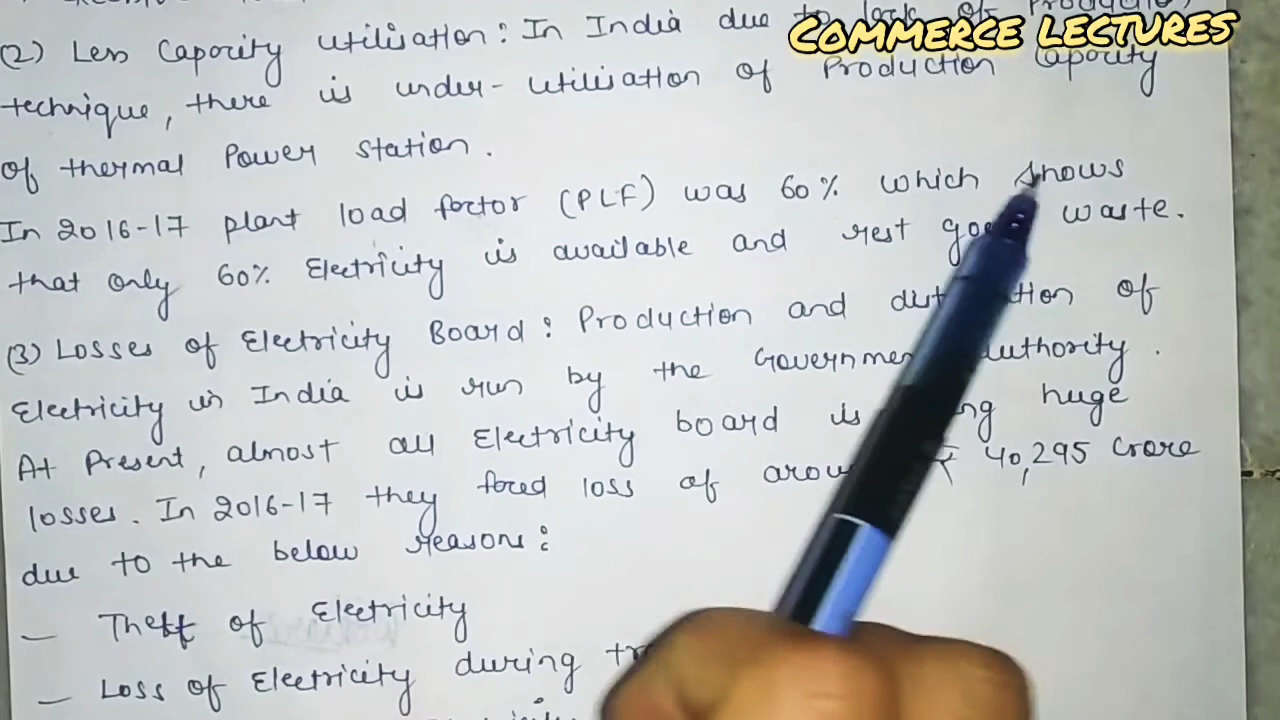 COMMERCE LECTURES
(2) Less Capacity utilisation: In India due to lack of
technique, there is under-utilisation of Production Capacity
of thermal Power station.
In 2016-17 plant load factor (PLF) was 60% which shows
that only 60% Electricity is available and rest goes waste.
(3) Losses of Electricity Board: Production and
Electricity in India is run by the Government Authority.
At Present, almost all Electricity board is huge
losses. In 2016-17 they faced loss of ₹ 40,295 crore
due to the below reasons:
— Theft of Electricity
— Loss of Electricity during